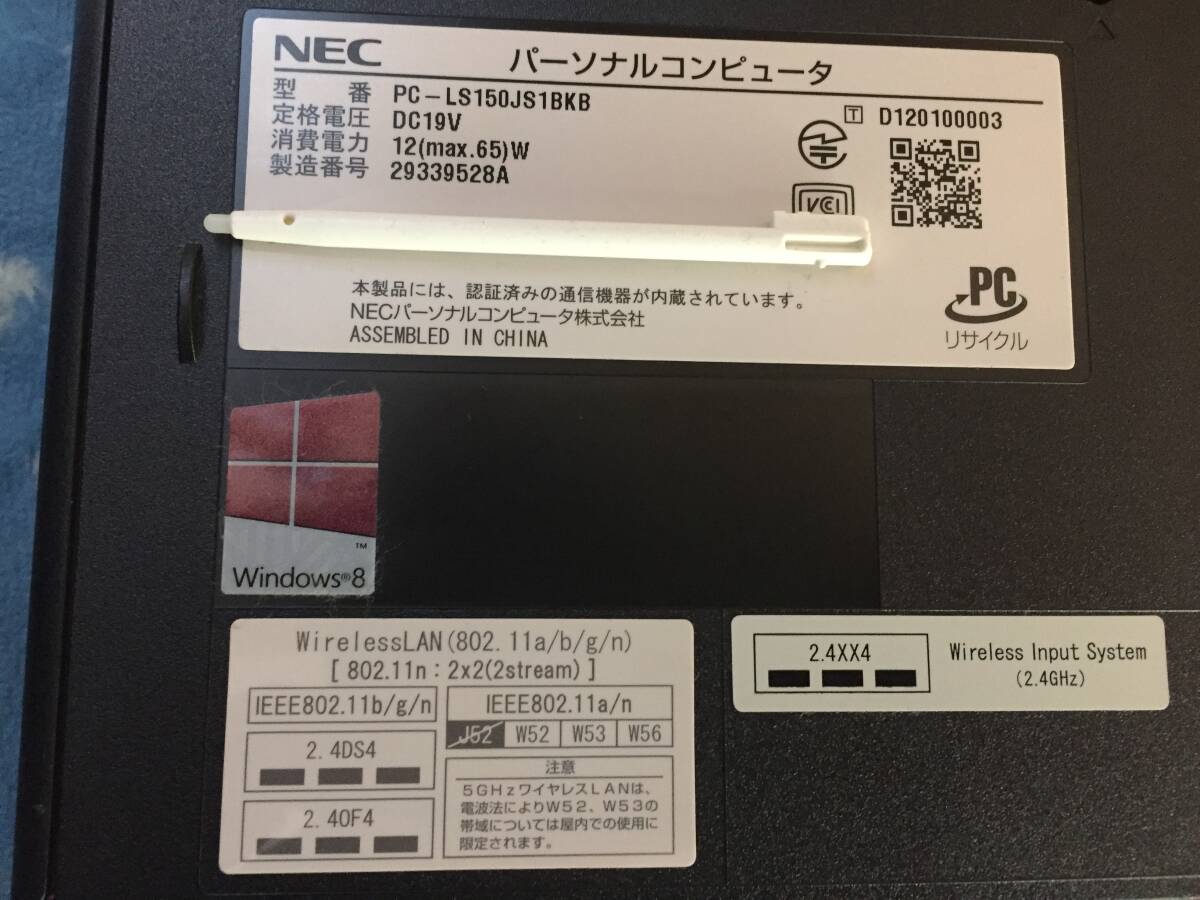 NEC パーソナルコンピュータ
型 番 PC-LS150JS1BKB
定格電圧 DC19V
消費電力 12(max.65)W
製造番号 29339528A
T D120100003
VCI
本製品には、認証済みの通信機器が内蔵されています。
NECパーソナルコンピュータ株式会社
ASSEMBLED IN CHINA
PC
リサイクル
TM
Windows®8
WirelessLAN(802.11a/b/g/n)
[ 802.11n : 2x2(2stream) ]
IEEE802.11b/g/n
2.4DS4
2.4OF4
IEEE802.11a/n
J52 W52 W53 W56
注意
5GHzワイヤレスLANは、
電波法によりW52、W53の
帯域については屋内での使用に
限定されます。
2.4XX4
Wireless Input System
(2.4GHz)